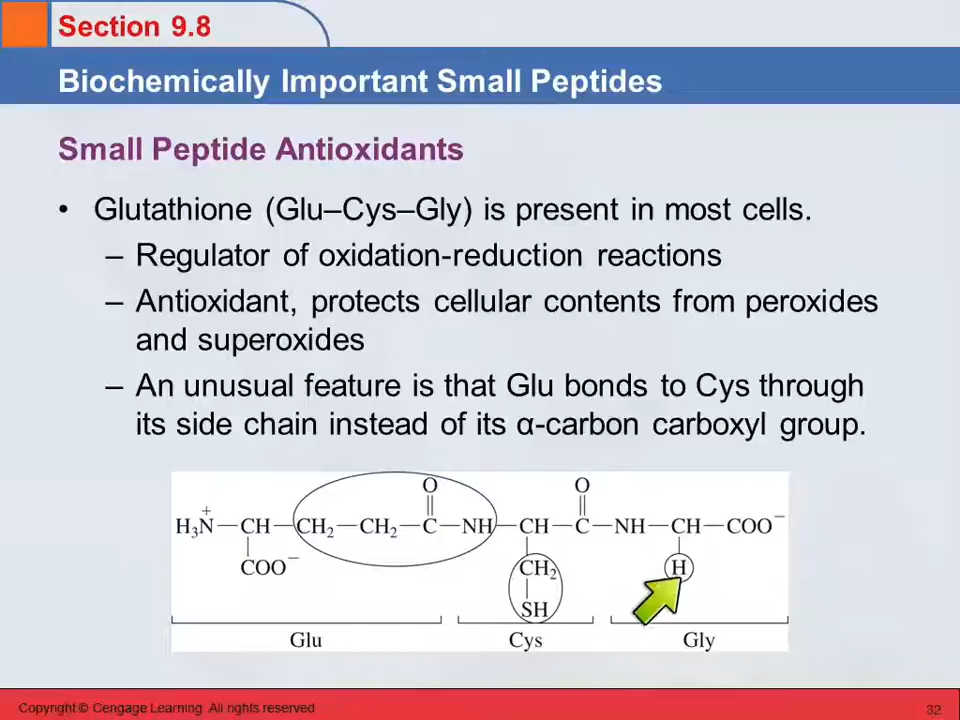 Section 9.8
Biochemically Important Small Peptides
Small Peptide Antioxidants
• Glutathione (Glu–Cys–Gly) is present in most cells.
– Regulator of oxidation-reduction reactions
– Antioxidant, protects cellular contents from peroxides
and superoxides
– An unusual feature is that Glu bonds to Cys through
its side chain instead of its α-carbon carboxyl group.
O O
H₃N⁺—CH—CH₂—CH₂—C—NH—CH—C—NH—CH—COO⁻
COO⁻ CH₂ H
SH
Glu Cys Gly
Copyright © Cengage Learning. All rights reserved 32